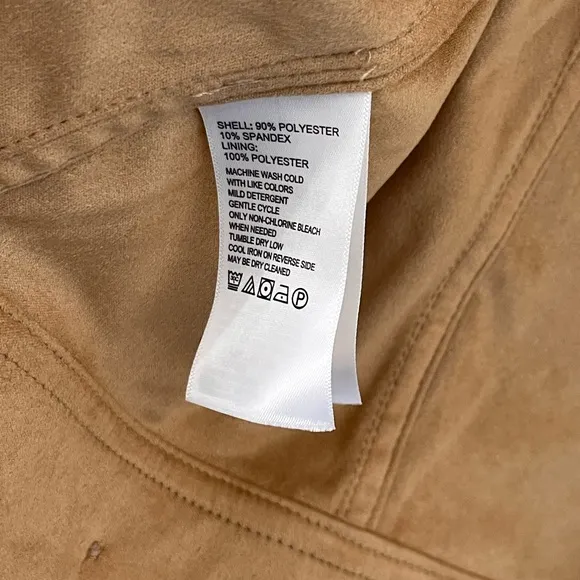 SHELL: 90% POLYESTER
10% SPANDEX
LINING:
100% POLYESTER
MACHINE WASH COLD
WITH LIKE COLORS
MILD DETERGENT
GENTLE CYCLE
ONLY NON-CHLORINE BLEACH
WHEN NEEDED
TUMBLE DRY LOW
COOL IRON ON REVERSE SIDE
MAY BE DRY CLEANED
P